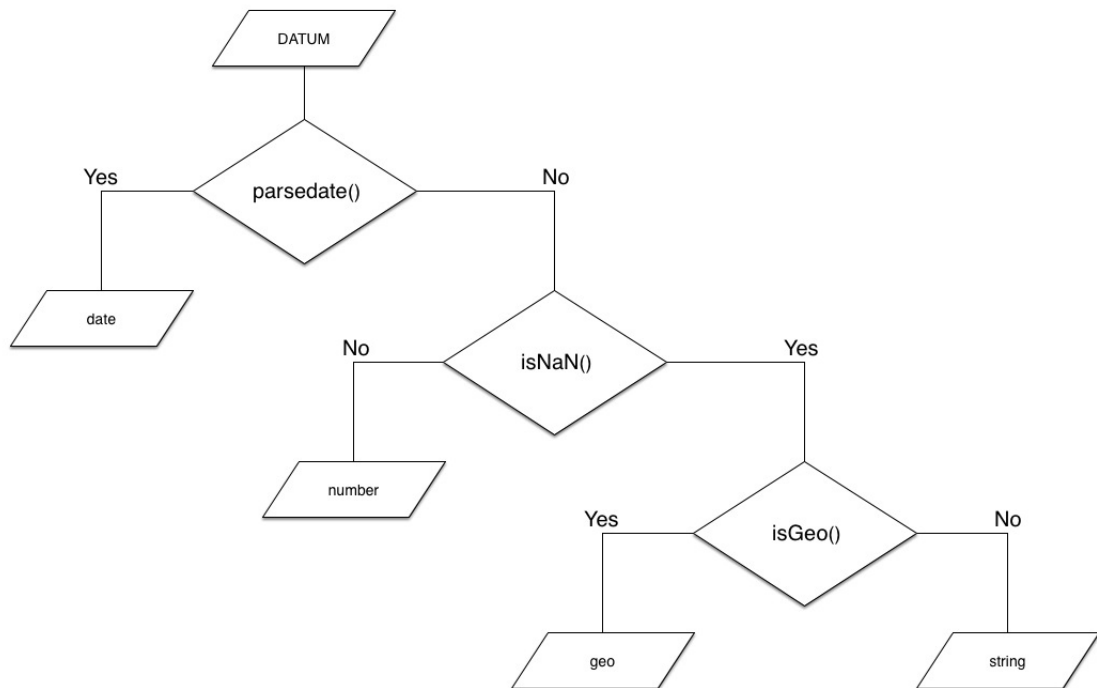 DATUM
Yes
No
parsedate()
date
No
Yes
isNaN()
number
Yes
No
isGeo()
geo
string